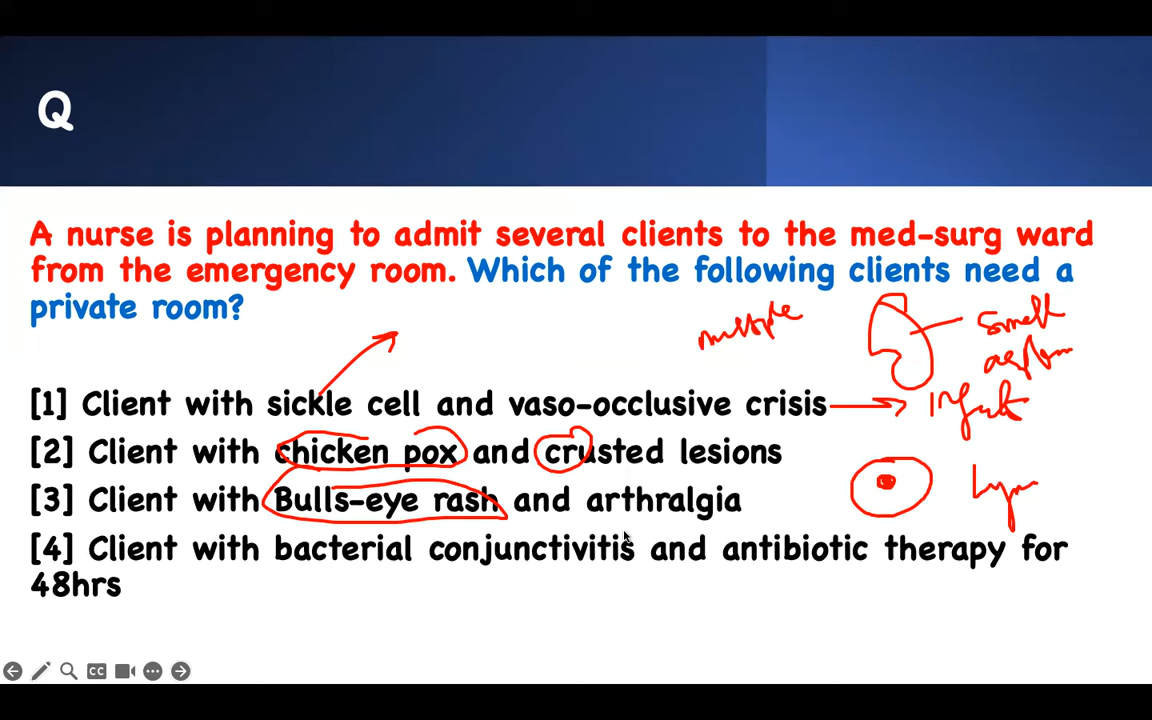 Q
A nurse is planning to admit several clients to the med-surg ward
from the emergency room. Which of the following clients need a
private room?
multiple
small
[1] Client with sickle cell and vaso-occlusive crisis
[2] Client with chicken pox and crusted lesions
[3] Client with Bulls-eye rash and arthralgia
[4] Client with bacterial conjunctivitis and antibiotic therapy for
48hrs
CC